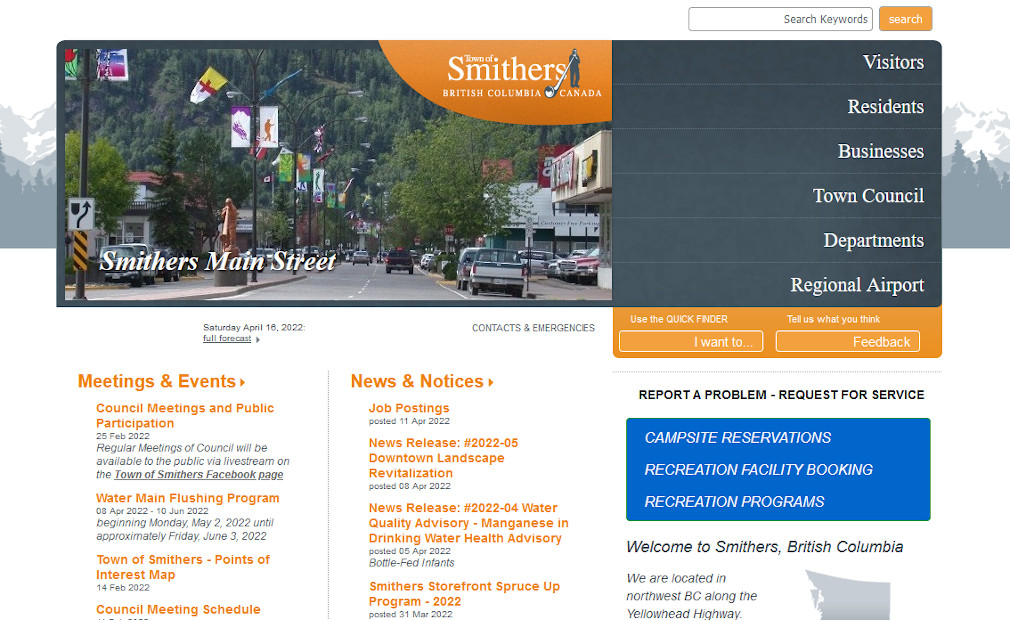 Search Keywords
search
Town of
Smithers
BRITISH COLUMBIA CANADA
Smithers Main Street
Visitors
Residents
Businesses
Town Council
Departments
Regional Airport
Use the QUICK FINDER
I want to...
Tell us what you think
Feedback
Saturday April 16, 2022:
full forecast
CONTACTS & EMERGENCIES
Meetings & Events
Council Meetings and Public
Participation
25 Feb 2022
Regular Meetings of Council will be
available to the public via livestream on
the Town of Smithers Facebook page
Water Main Flushing Program
08 Apr 2022 - 10 Jun 2022
beginning Monday, May 2, 2022 until
approximately Friday, June 3, 2022
Town of Smithers - Points of
Interest Map
14 Feb 2022
Council Meeting Schedule
News & Notices
Job Postings
posted 11 Apr 2022
News Release: #2022-05
Downtown Landscape
Revitalization
posted 08 Apr 2022
News Release: #2022-04 Water
Quality Advisory - Manganese in
Drinking Water Health Advisory
posted 05 Apr 2022
Bottle-Fed Infants
Smithers Storefront Spruce Up
Program - 2022
posted 31 Mar 2022
REPORT A PROBLEM - REQUEST FOR SERVICE
CAMPSITE RESERVATIONS
RECREATION FACILITY BOOKING
RECREATION PROGRAMS
Welcome to Smithers, British Columbia
We are located in
northwest BC along the
Yellowhead Highway.